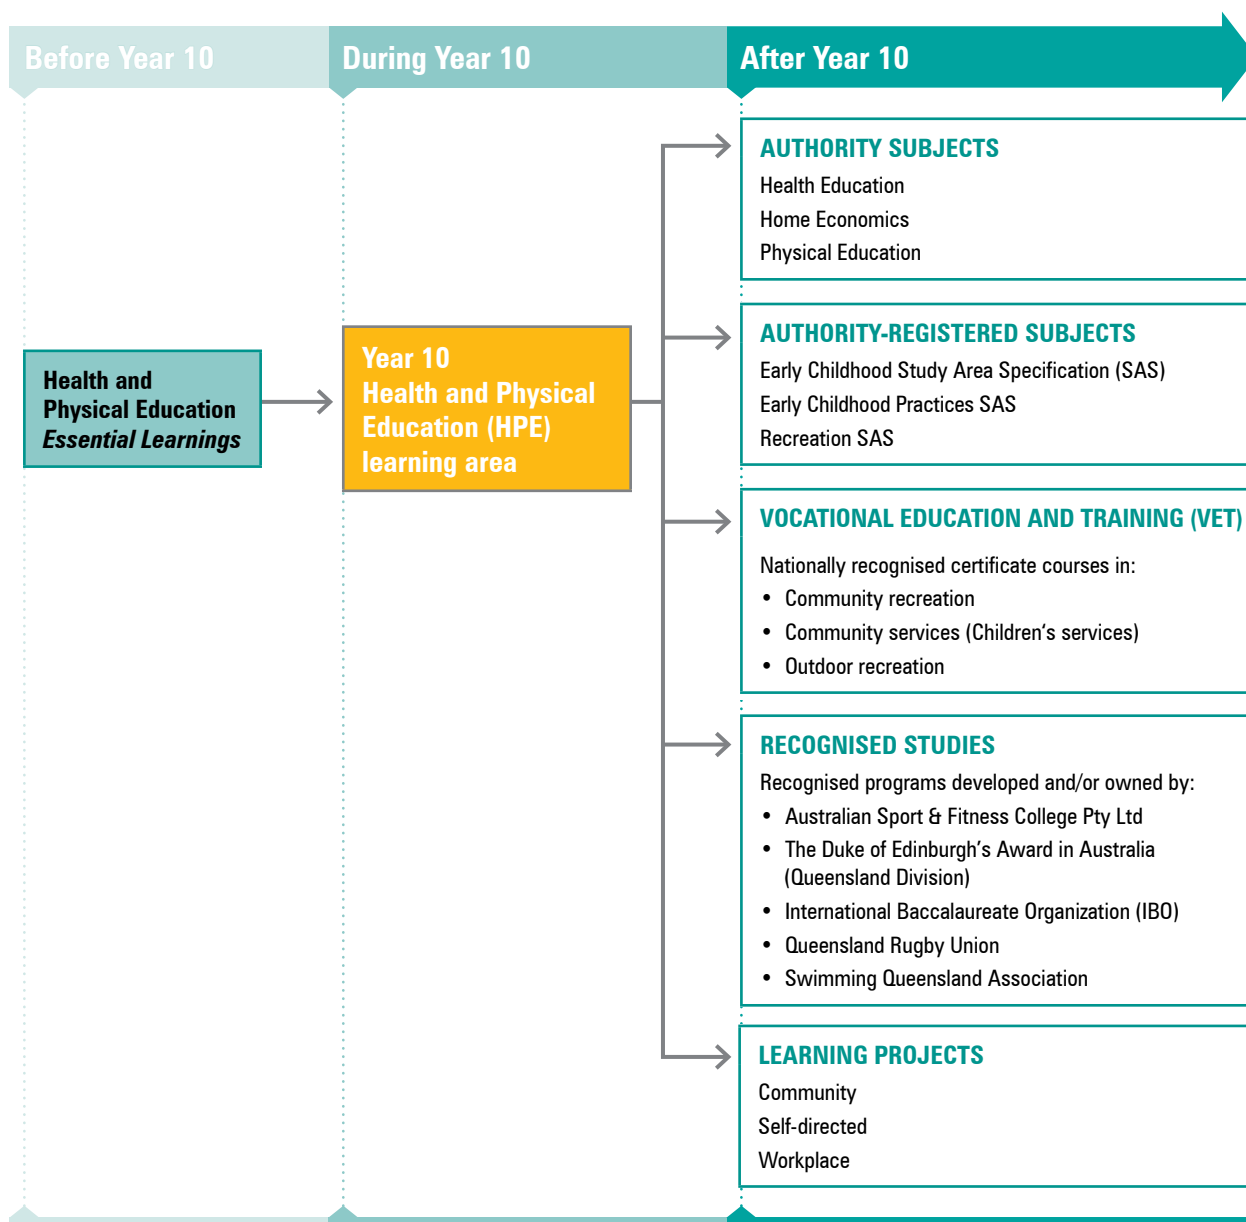 Before Year 10
During Year 10
After Year 10
Health and
Physical Education
Essential Learnings
Year 10
Health and Physical
Education (HPE)
learning area
AUTHORITY SUBJECTS
Health Education
Home Economics
Physical Education
AUTHORITY-REGISTERED SUBJECTS
Early Childhood Study Area Specification (SAS)
Early Childhood Practices SAS
Recreation SAS
VOCATIONAL EDUCATION AND TRAINING (VET)
Nationally recognised certificate courses in:
• Community recreation
• Community services (Children‘s services)
• Outdoor recreation
RECOGNISED STUDIES
Recognised programs developed and/or owned by:
• Australian Sport & Fitness College Pty Ltd
• The Duke of Edinburgh’s Award in Australia
(Queensland Division)
• International Baccalaureate Organization (IBO)
• Queensland Rugby Union
• Swimming Queensland Association
LEARNING PROJECTS
Community
Self-directed
Workplace